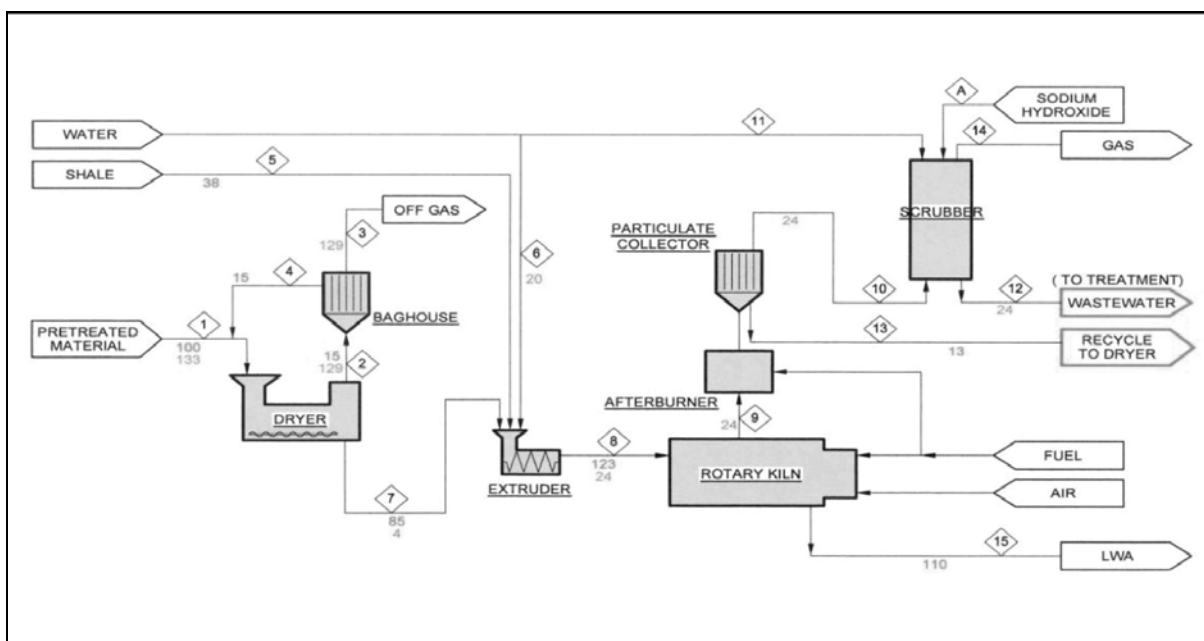 A
SODIUM
HYDROXIDE
WATER
11
14
GAS
SHALE
5
38
SCRUBBER
OFF GAS
3
129
PARTICULATE
COLLECTOR
24
6
20
4
15
10
( TO TREATMENT)
12
WASTEWATER
24
BAGHOUSE
PRETREATED
MATERIAL
1
100
133
13
13
RECYCLE
TO DRYER
15
129
2
AFTERBURNER
DRYER
9
24
8
123
24
FUEL
EXTRUDER
ROTARY KILN
AIR
7
85
4
15
110
LWA